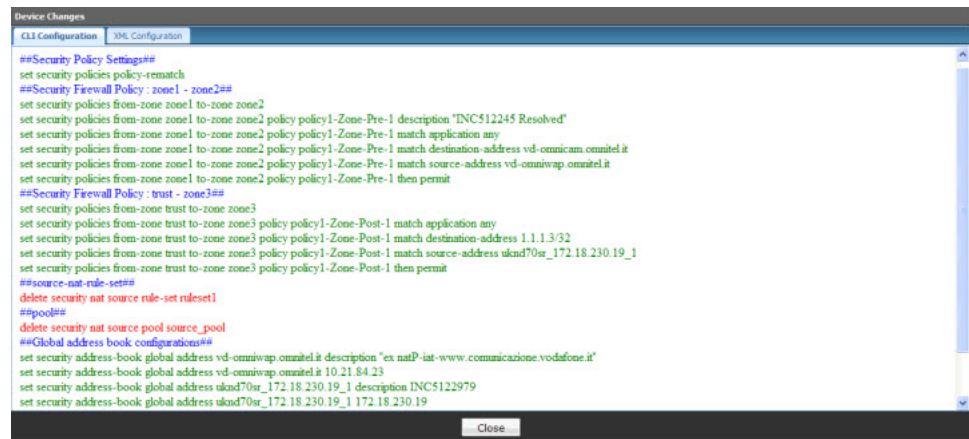 Device Changes
CLI Configuration XML Configuration
##Security Policy Settings##
set security policies policy-rematch
##Security Firewall Policy : zone1 - zone2##
set security policies from-zone zone1 to-zone zone2
set security policies from-zone zone1 to-zone zone2 policy policy1-Zone-Pre-1 description "INC512245 Resolved"
set security policies from-zone zone1 to-zone zone2 policy policy1-Zone-Pre-1 match application any
set security policies from-zone zone1 to-zone zone2 policy policy1-Zone-Pre-1 match destination-address vd-omnicam.omnitel.it
set security policies from-zone zone1 to-zone zone2 policy policy1-Zone-Pre-1 match source-address vd-omniwap.omnitel.it
set security policies from-zone zone1 to-zone zone2 policy policy1-Zone-Pre-1 then permit
##Security Firewall Policy : trust - zone3##
set security policies from-zone trust to-zone zone3
set security policies from-zone trust to-zone zone3 policy policy1-Zone-Post-1 match application any
set security policies from-zone trust to-zone zone3 policy policy1-Zone-Post-1 match destination-address 1.1.1.3/32
set security policies from-zone trust to-zone zone3 policy policy1-Zone-Post-1 match source-address uknd70sr_172.18.230.19_1
set security policies from-zone trust to-zone zone3 policy policy1-Zone-Post-1 then permit
##source-nat-rule-set##
delete security nat source rule-set ruleset1
##pool##
delete security nat source pool source_pool
##Global address book configurations##
set security address-book global address vd-omniwap.omnitel.it description "ex natP-iat-www.comunicazione.vodafone.it"
set security address-book global address vd-omniwap.omnitel.it 10.21.84.23
set security address-book global address uknd70sr_172.18.230.19_1 description INC5122979
set security address-book global address uknd70sr_172.18.230.19_1 172.18.230.19
Close